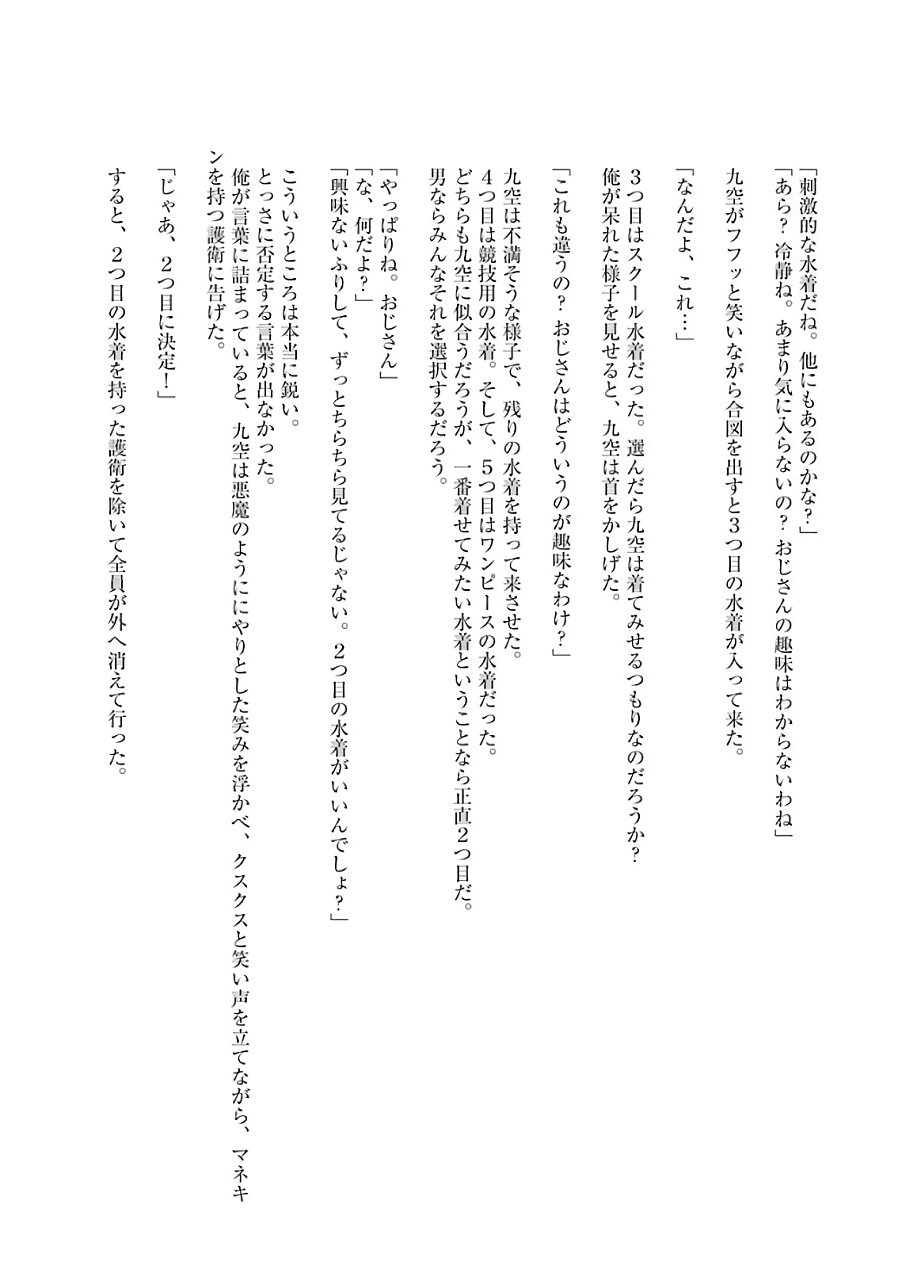 「刺激的な水着だね。他にもあるのかな？」
「あら？ 冷静ね。あまり気に入らないの？ おじさんの趣味はわからないわね」
九空がフフッと笑いながら合図を出すと３つ目の水着が入って来た。
「なんだよ、これ…」
３つ目はスクール水着だった。選んだら九空は着てみせるつもりなのだろうか？
俺が呆れた様子を見せると、九空は首をかしげた。
「これも違うの？ おじさんはどういうのが趣味なわけ？」
九空は不満そうな様子で、残りの水着を持って来させた。
４つ目は競技用の水着。そして、５つ目はワンピースの水着だった。
どちらも九空に似合うだろうが、一番着せてみたい水着ということなら正直２つ目だ。
男ならみんなそれを選択するだろう。
「やっぱりね。おじさん」
「な、何だよ？」
「興味ないふりして、ずっとちらちら見てるじゃない。２つ目の水着がいいんでしょ？」
こういうところは本当に鋭い。
とっさに否定する言葉が出なかった。
俺が言葉に詰まっていると、九空は悪魔のようににやりとした笑みを浮かべ、クスクスと笑い声を立てながら、マネキ
ンを持つ護衛に告げた。
「じゃあ、２つ目に決定！」
すると、２つ目の水着を持った護衛を除いて全員が外へ消えて行った。